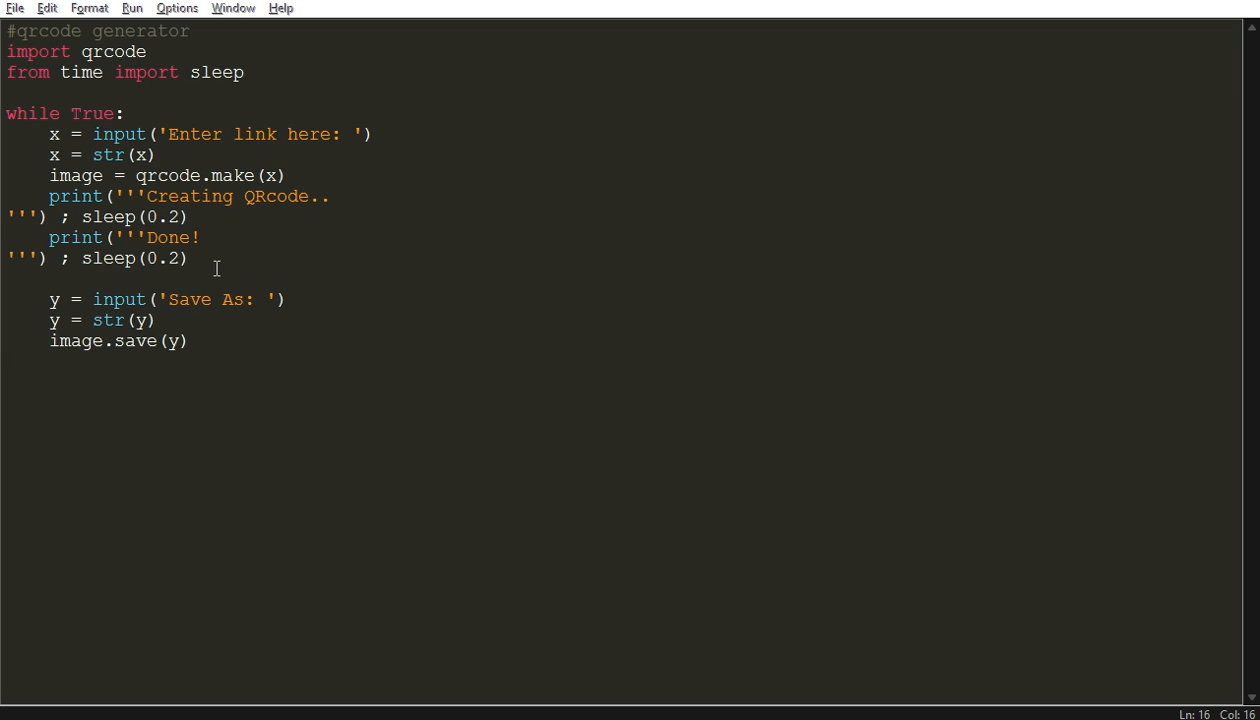 File Edit Format Run Options Window Help
#qrcode generator
import qrcode
from time import sleep
while True:
    x = input('Enter link here: ')
    x = str(x)
    image = qrcode.make(x)
    print('''Creating QRcode..
''') ; sleep(0.2)
    print('''Done!
''') ; sleep(0.2)
    y = input('Save As: ')
    y = str(y)
    image.save(y)
Ln: 16 Col: 16